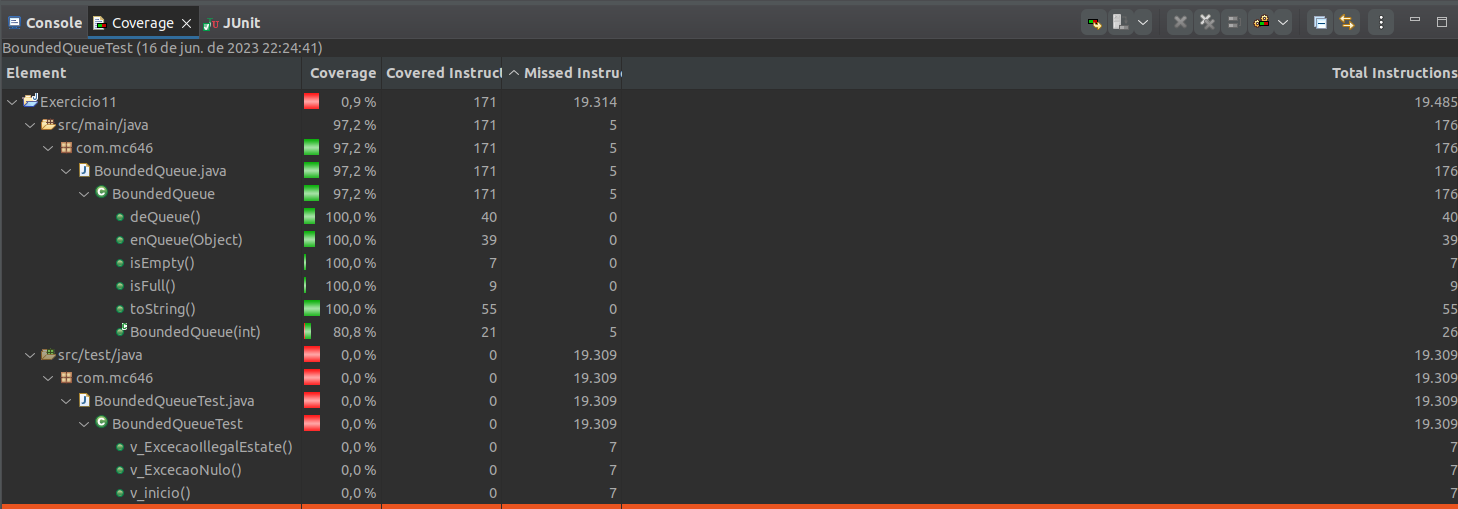 Console Coverage JUnit
BoundedQueueTest (16 de jun. de 2023 22:24:41)
Element Coverage Covered Instruct Missed Instru Total Instructions
Exercicio11 0,9 % 171 19.314 19.485
src/main/java 97,2 % 171 5 176
com.mc646 97,2 % 171 5 176
BoundedQueue.java 97,2 % 171 5 176
BoundedQueue 97,2 % 171 5 176
deQueue() 100,0 % 40 0 40
enQueue(Object) 100,0 % 39 0 39
isEmpty() 100,0 % 7 0 7
isFull() 100,0 % 9 0 9
toString() 100,0 % 55 0 55
BoundedQueue(int) 80,8 % 21 5 26
src/test/java 0,0 % 0 19.309 19.309
com.mc646 0,0 % 0 19.309 19.309
BoundedQueueTest.java 0,0 % 0 19.309 19.309
BoundedQueueTest 0,0 % 0 19.309 19.309
v_ExcecaoIllegalEstate() 0,0 % 0 7 7
v_ExcecaoNulo() 0,0 % 0 7 7
v_inicio() 0,0 % 0 7 7